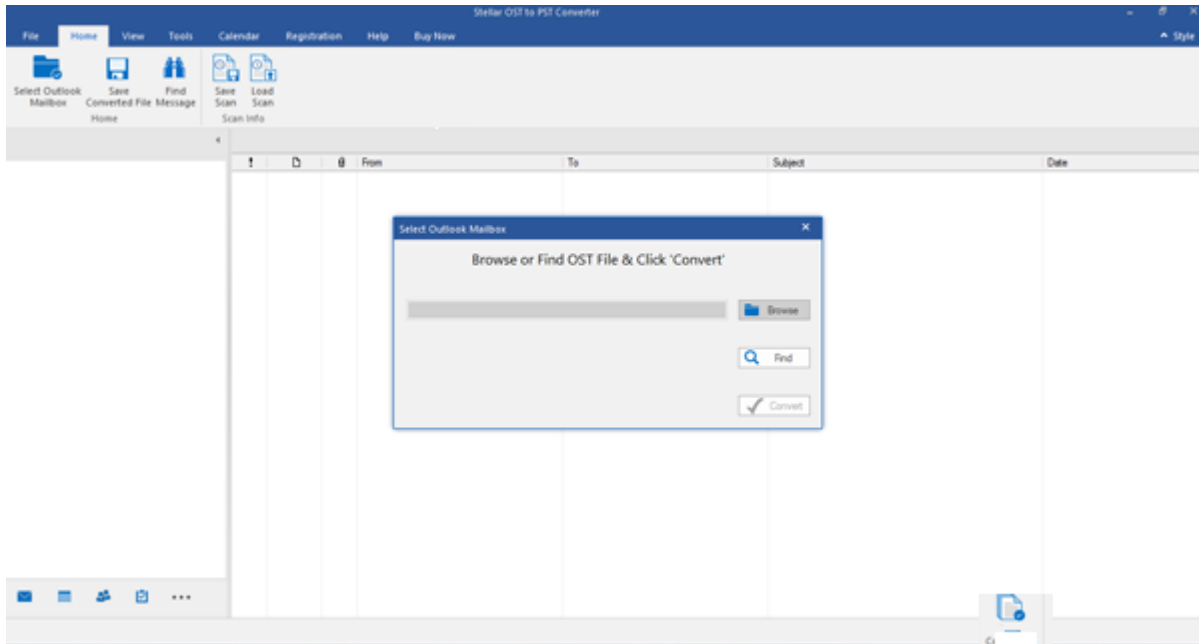 Stellar OST to PST Converter
File Home View Tools Calendar Registration Help Buy Now Style
Select Outlook Save Find Save Load
Mailbox Converted File Message Scan Scan
Home Scan Info
! From To Subject Date
Select Outlook Mailbox
Browse or Find OST File & Click 'Convert'
Browse
Find
Convert